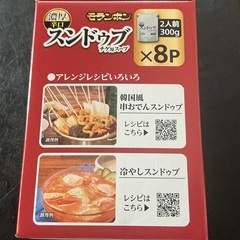 濃厚
辛口
モランボン
スンドゥブ
チゲ用スープ
2人前
300g
×8P
●アレンジレシピいろいろ
韓国風
串おでんスンドゥブ
レシピは
こちら▶
調理例
冷やしスンドゥブ
レシピは
こちら▶
調理例